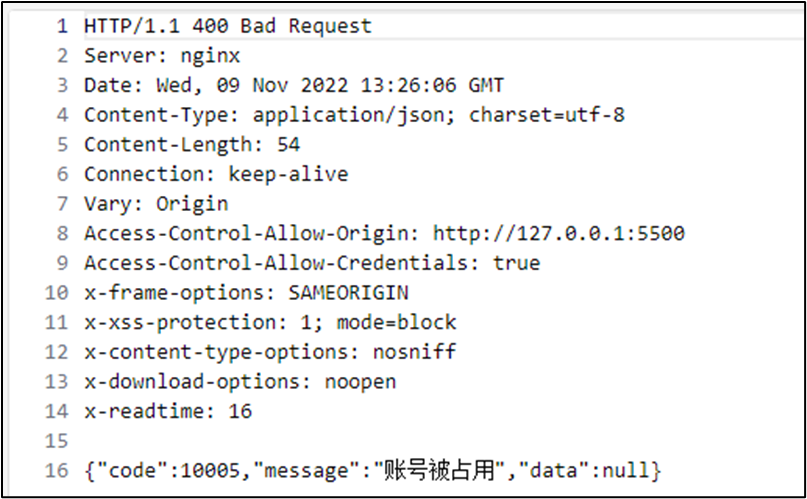 1 HTTP/1.1 400 Bad Request
2 Server: nginx
3 Date: Wed, 09 Nov 2022 13:26:06 GMT
4 Content-Type: application/json; charset=utf-8
5 Content-Length: 54
6 Connection: keep-alive
7 Vary: Origin
8 Access-Control-Allow-Origin: http://127.0.0.1:5500
9 Access-Control-Allow-Credentials: true
10 x-frame-options: SAMEORIGIN
11 x-xss-protection: 1; mode=block
12 x-content-type-options: nosniff
13 x-download-options: noopen
14 x-readtime: 16
15
16 {"code":10005,"message":"账号被占用","data":null}